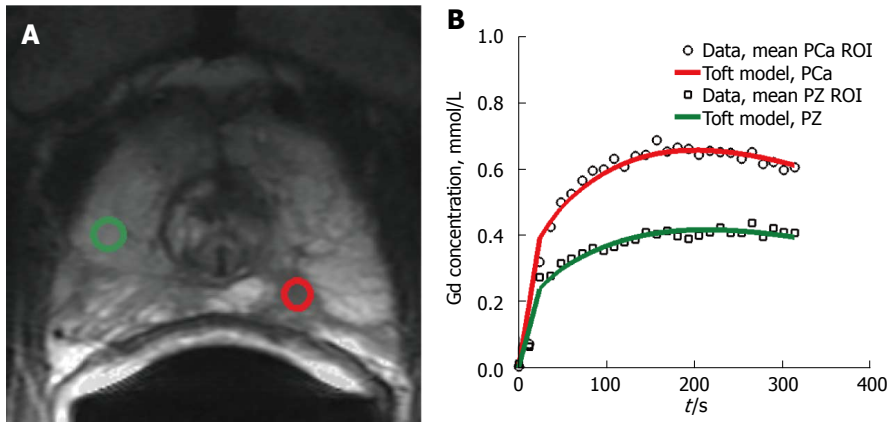 A
B
1.0
0.8
0.6
0.4
0.2
0.0
Gd concentration, mmol/L
Data, mean PCa ROI
Toft model, PCa
Data, mean PZ ROI
Toft model, PZ
0
100
200
300
400
t/s